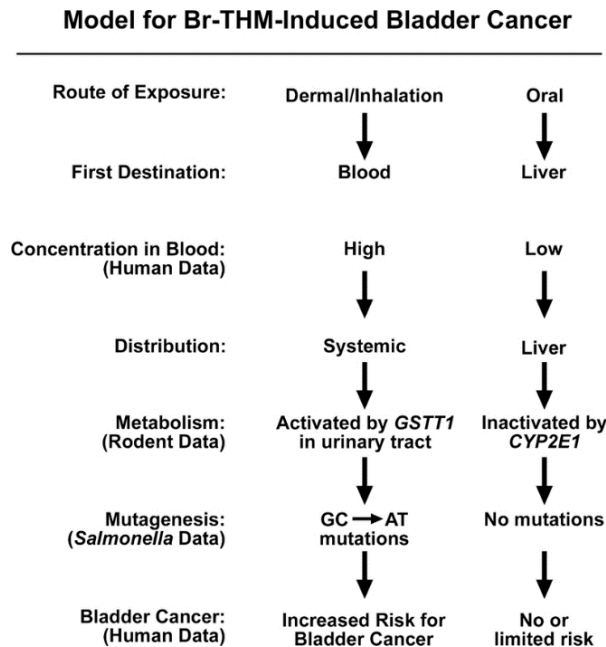 Model for Br-THM-Induced Bladder Cancer
Route of Exposure: Dermal/Inhalation Oral
First Destination: Blood Liver
Concentration in Blood: High Low
(Human Data)
Distribution: Systemic Liver
Metabolism: Activated by GSTT1 Inactivated by
(Rodent Data) in urinary tract CYP2E1
Mutagenesis: GC → AT No mutations
(Salmonella Data) mutations
Bladder Cancer: Increased Risk for No or
(Human Data) Bladder Cancer limited risk